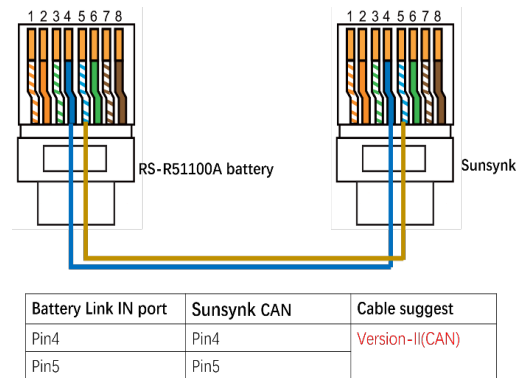 1 2 3 4 5 6 7 8
1 2 3 4 5 6 7 8
RS-R51100A battery
Sunsynk
Battery Link IN port Sunsynk CAN Cable suggest
Pin4 Pin4 Version-II(CAN)
Pin5 Pin5